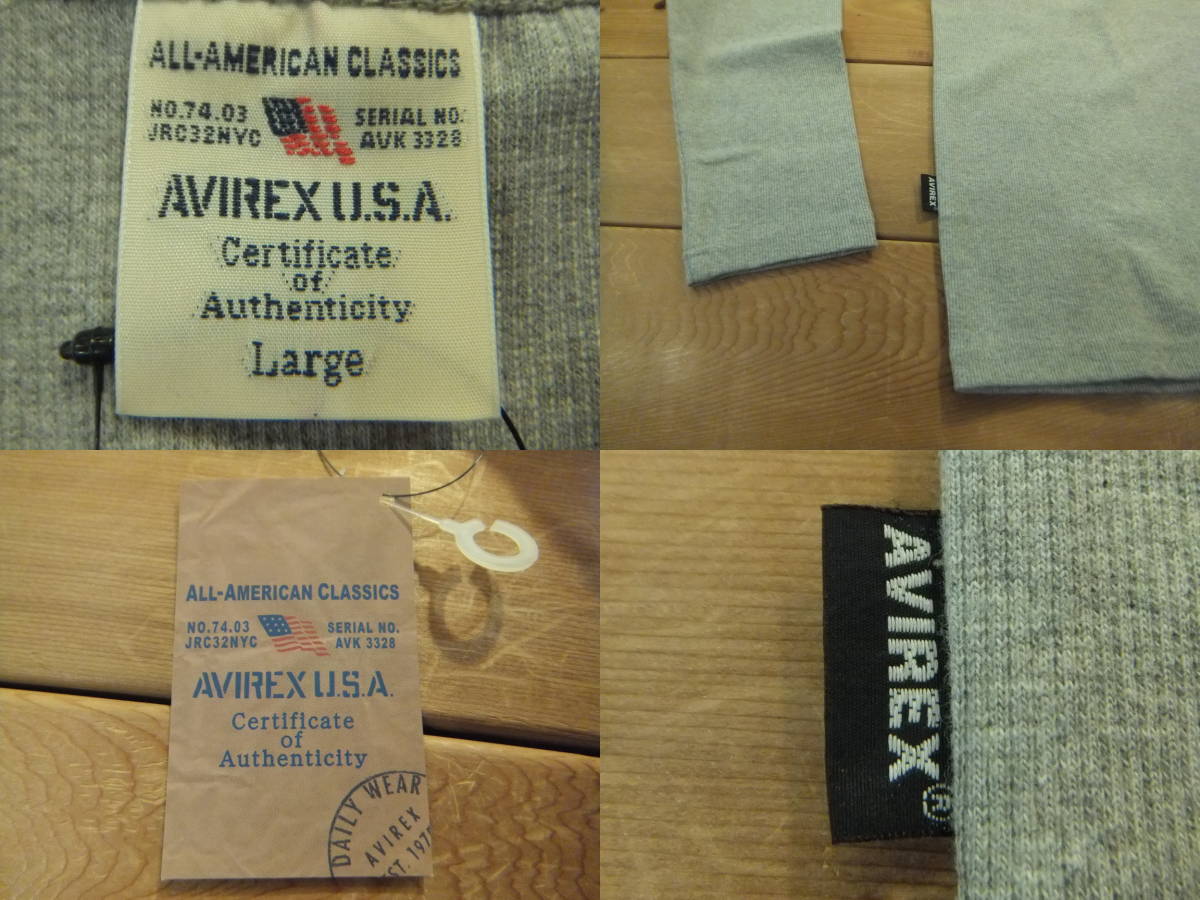 ALL-AMERICAN CLASSICS
NO.74.03
JRC32NYC
SERIAL NO.
AVK 3328
AVIREX U.S.A.
Certificate
of
Authenticity
Large
AVIREX
ALL-AMERICAN CLASSICS
NO.74.03
JRC32NYC
SERIAL NO.
AVK 3328
AVIREX U.S.A.
Certificate
of
Authenticity
DAILY WEAR
AVIREX
AVIREX®